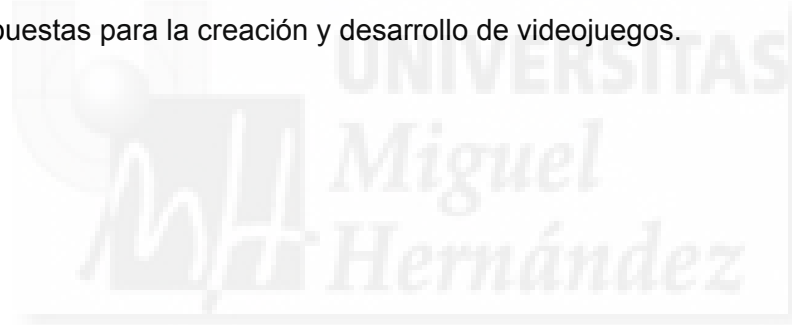 puestas para la creación y desarrollo de videojuegos.
UNIVERSITAS
Miguel
Hernández